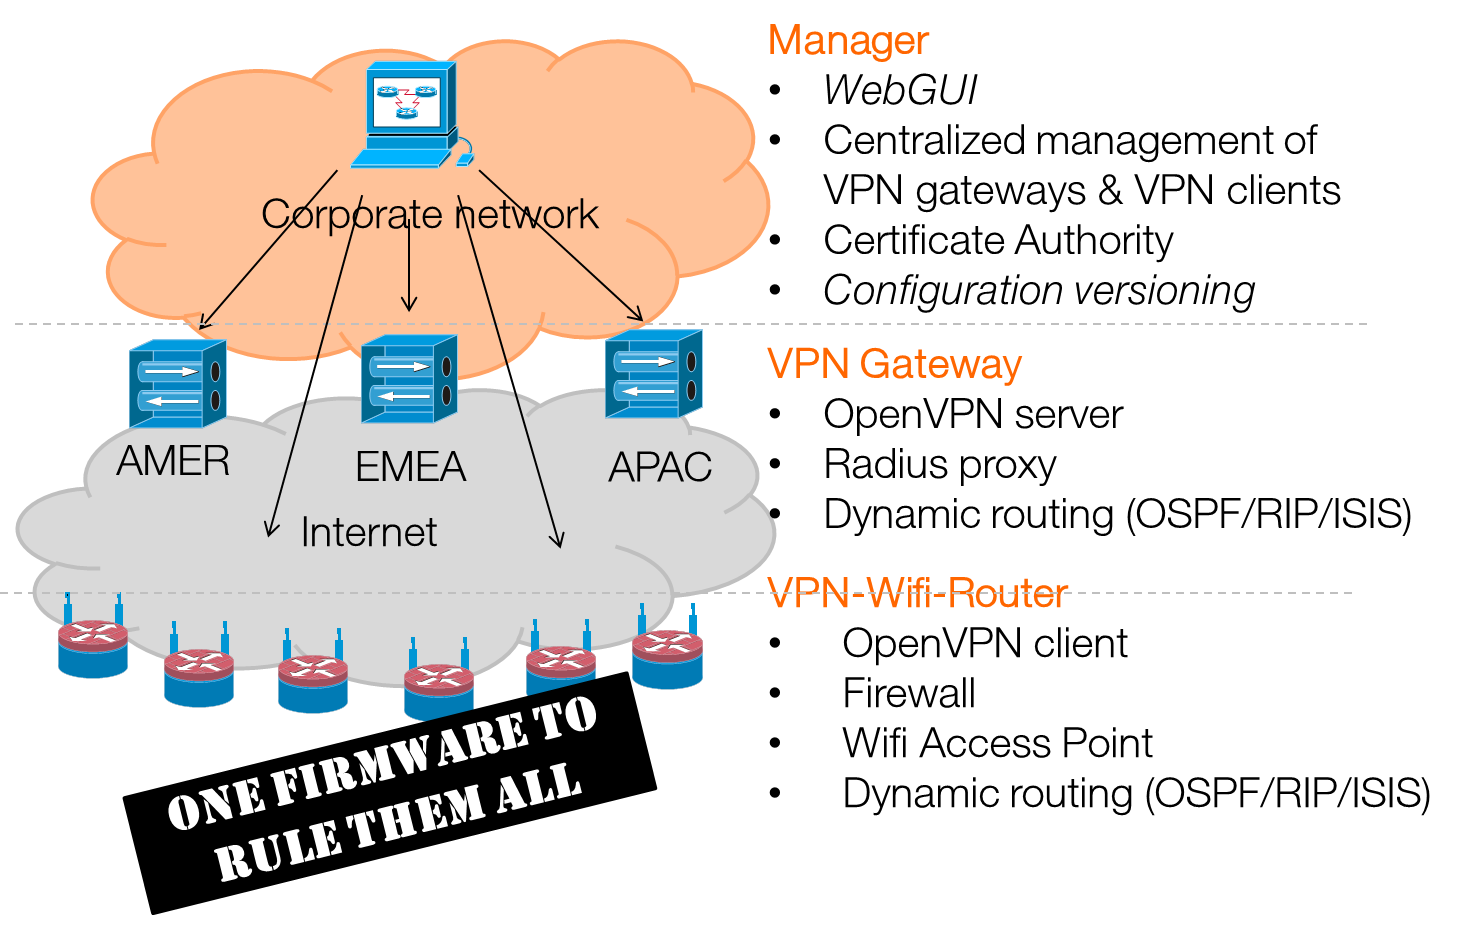 Manager
• WebGUI
• Centralized management of
VPN gateways & VPN clients
• Certificate Authority
• Configuration versioning
Corporate network
VPN Gateway
• OpenVPN server
• Radius proxy
• Dynamic routing (OSPF/RIP/ISIS)
AMER
EMEA
APAC
Internet
VPN-Wifi-Router
• OpenVPN client
• Firewall
• Wifi Access Point
• Dynamic routing (OSPF/RIP/ISIS)
ONE FIRMWARE TO
RULE THEM ALL